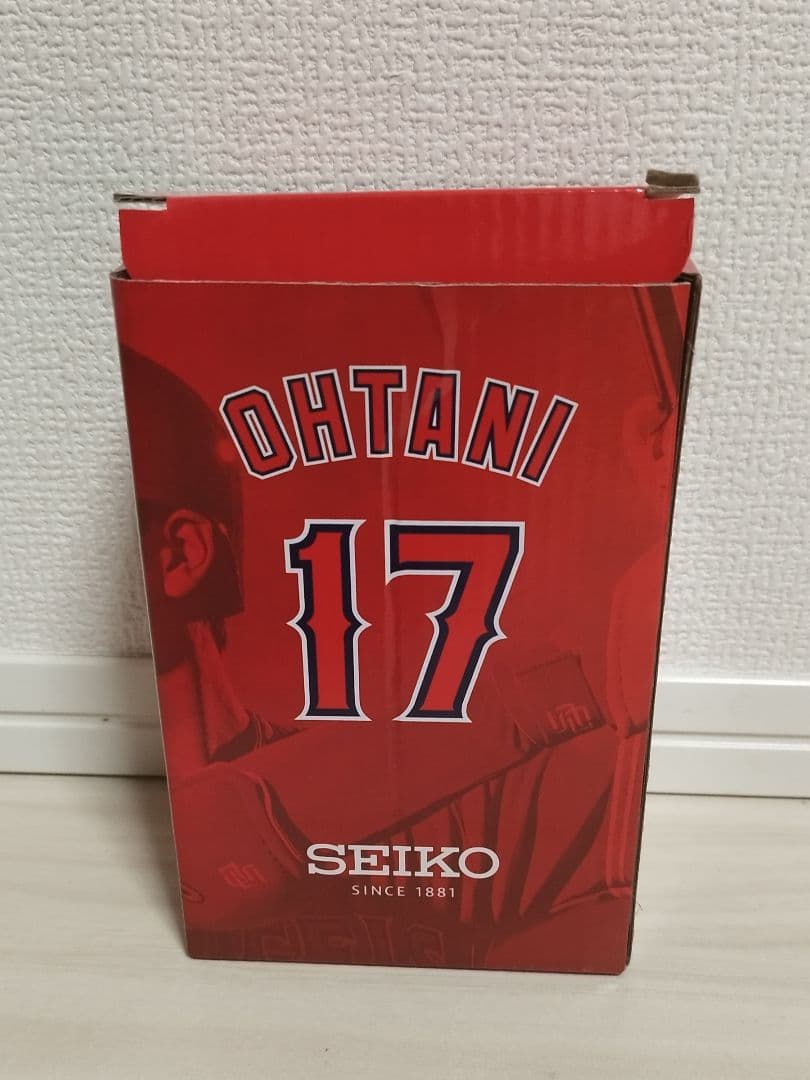 OHTANI
17
SEIKO
SINCE 1881